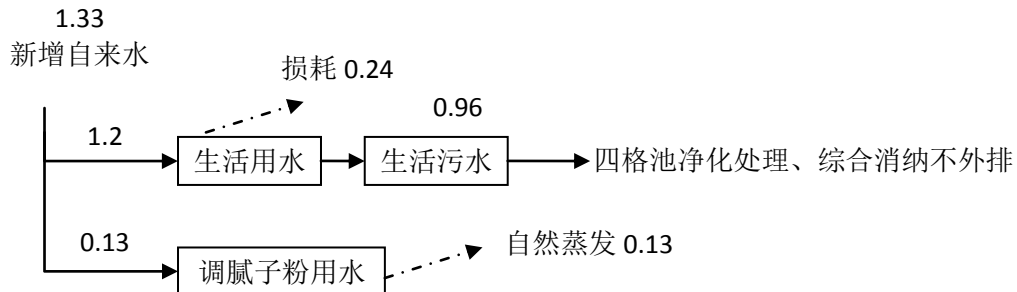 1.33
新增自来水
损耗 0.24
0.96
1.2
生活用水
生活污水
四格池净化处理、综合消纳不外排
0.13
自然蒸发 0.13
调腻子粉用水